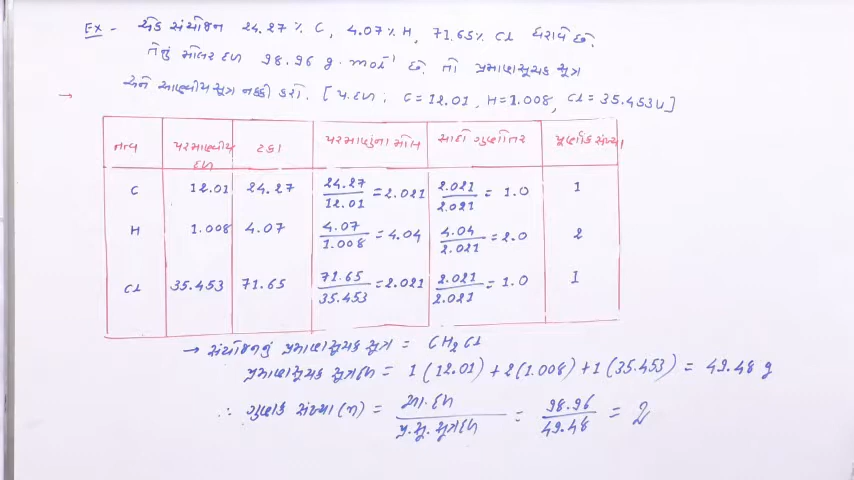 Ex - એક સંયોજન 24.27% C, 4.07% H, 71.65% Cl ધરાવે છે.
તેનું મોલર દળ 98.96 g.mol⁻¹ છે. તો પ્રમાણસૂચક સૂત્ર
અને આણ્વીય સૂત્ર નક્કી કરો. [ પ.દળ : C = 12.01, H = 1.008, Cl = 35.453 u ]
→
તત્વ પરમાણ્વીય દળ ટકા પરમાણુના મોલ સાદો ગુણોત્તર પૂર્ણાંક સંખ્યા
C 12.01 24.27 24.27/12.01 = 2.021 2.021/2.021 = 1.0 1
H 1.008 4.07 4.07/1.008 = 4.04 4.04/2.021 = 2.0 2
Cl 35.453 71.65 71.65/35.453 = 2.021 2.021/2.021 = 1.0 1
→ સંયોજનનું પ્રમાણસૂચક સૂત્ર = CH₂Cl
પ્રમાણસૂચક સૂત્રદળ = 1 (12.01) + 2 (1.008) + 1 (35.453) = 49.48 g
∴ ગુણક સંખ્યા (n) = આ.દળ/પ્ર.સૂ. સૂત્રદળ = 98.96/49.48 = 2